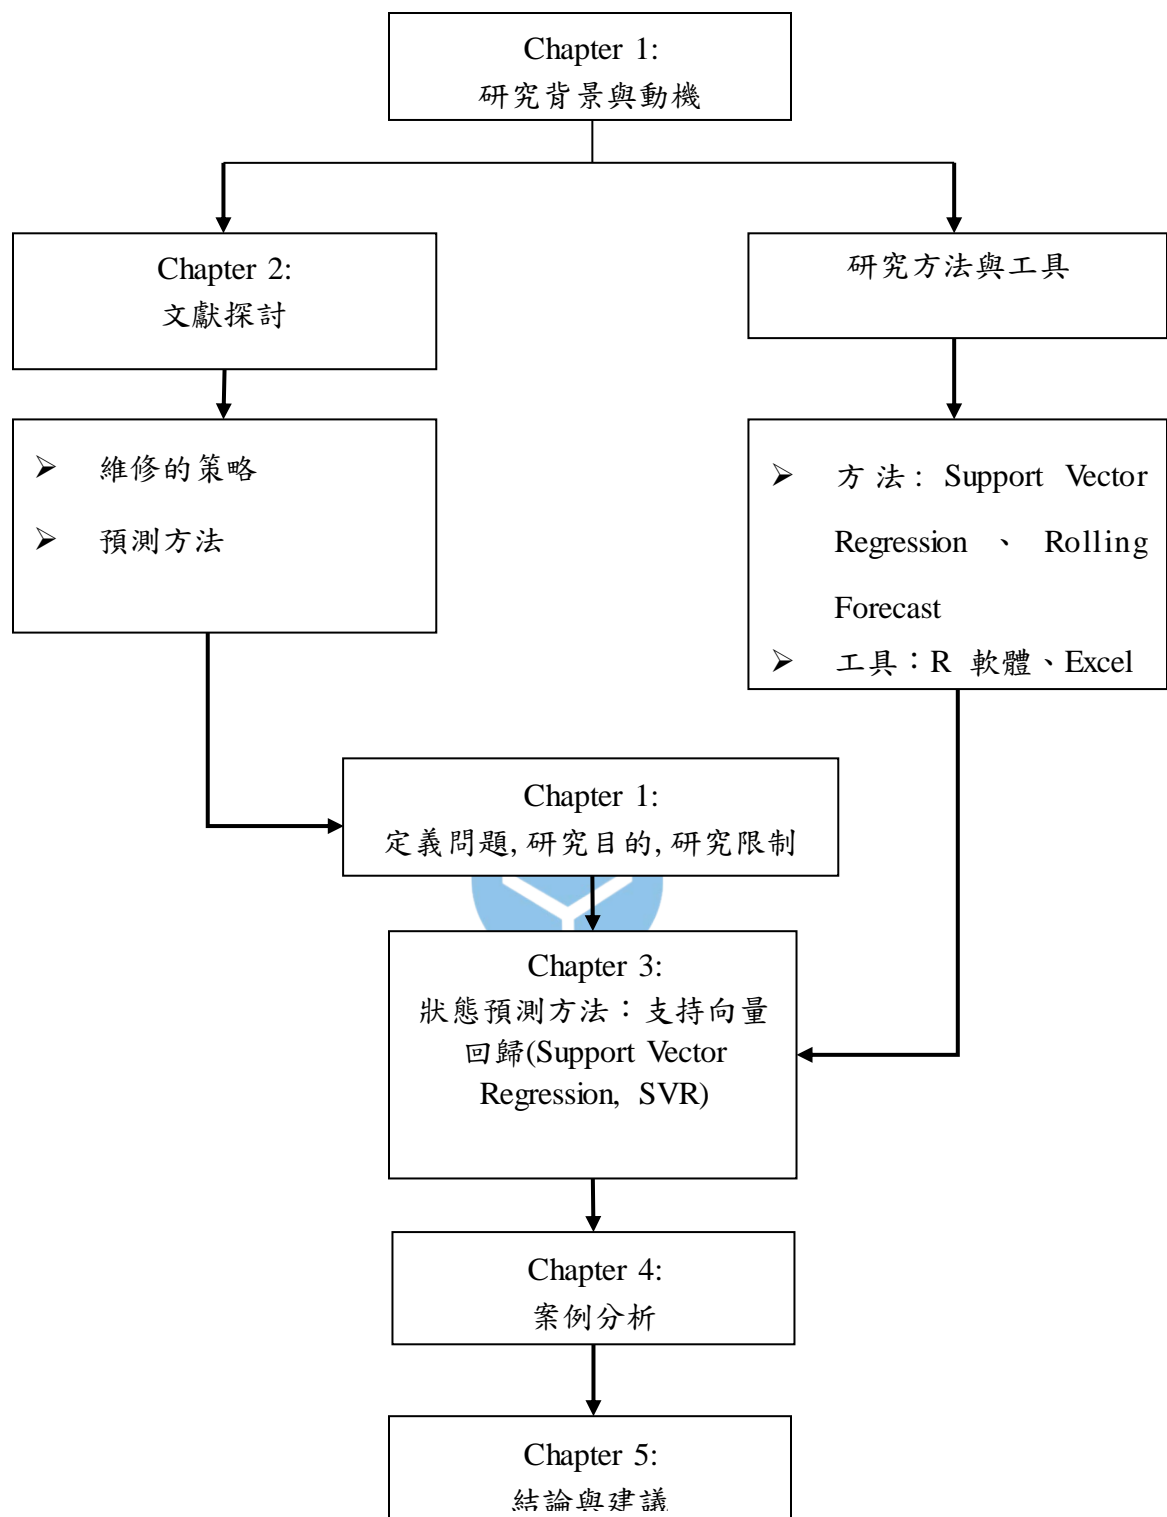 Chapter 1:
研究背景與動機
Chapter 2:
文獻探討
研究方法與工具
➢ 維修的策略
➢ 預測方法
➢ 方法: Support Vector
Regression 、 Rolling
Forecast
➢ 工具：R 軟體、Excel
Chapter 1:
定義問題, 研究目的, 研究限制
Chapter 3:
狀態預測方法：支持向量
回歸(Support Vector
Regression, SVR)
Chapter 4:
案例分析
Chapter 5:
結論與建議